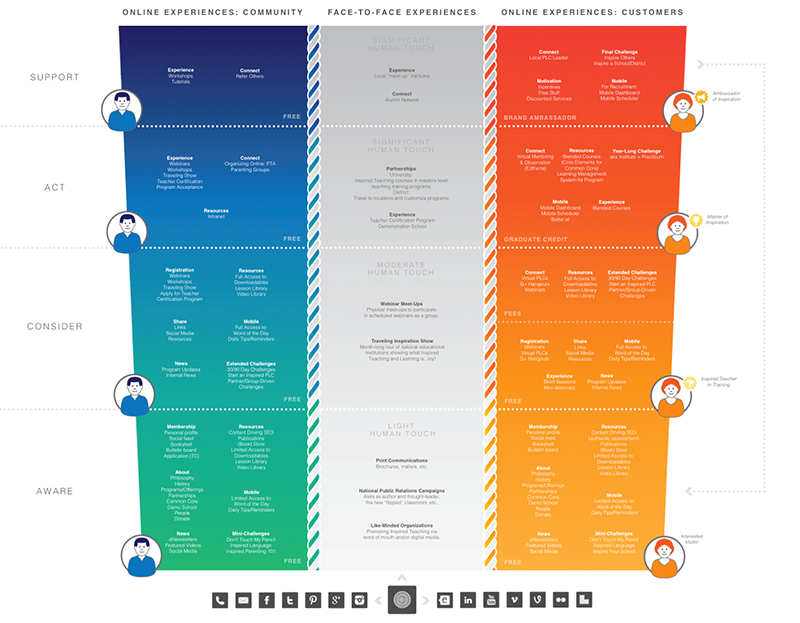 ONLINE EXPERIENCES: COMMUNITY
FACE-TO-FACE EXPERIENCES
ONLINE EXPERIENCES: CUSTOMERS
SUPPORT
Experience
Workshops
Tutorials
Connect
Refer Others
FREE
SIGNIFICANT
HUMAN TOUCH
Experience
Local "meet-up" Institutes
Connect
Alumni Network
Connect
Local PLC Leader
Final Challenge
Inspire Others
Inspire a School/District
Motivation
Incentives
Free Stuff
Discounted Services
Mobile
For Recruitment
Mobile Dashboard
Mobile Scheduler
BRAND AMBASSADOR
Ambassador
of Inspiration
ACT
Experience
Webinars
Workshops
Traveling Show
Teacher Certification
Program Acceptance
Connect
Organizing Online: PTA
Parenting Groups
Resources
Intranet
FREE
SIGNIFICANT
HUMAN TOUCH
Partnerships
University:
Inspired Teaching courses in masters level
teaching training programs
District:
Travel to locations and customize programs
Experience
Teacher Certification Program
Demonstration School
Connect
Virtual Mentoring
& Observation
(Edthena)
Resources
Blended Courses
(Core Elements for
Common Core)
Learning Management
System for Program
Year-Long Challenge
aka Institute + Practicum
Mobile
Mobile Dashboard
Mobile Scheduler
Better at
Experience
Blended Courses
GRADUATE CREDIT
Master of
Inspiration
CONSIDER
Registration
Webinars
Workshops
Traveling Show
Apply for Teacher
Certification Program
Resources
Full Access to
Downloadables
Lesson Library
Video Library
Share
Links
Social Media
Resources
Mobile
Full Access to
Word of the Day
Daily Tips/Reminders
News
Program Updates
Internal News
Extended Challenges
30/90 Day Challenges
Start an Inspired PLC
Partner/Group-Driven
Challenges
FREE
MODERATE
HUMAN TOUCH
Webinar Meet-Ups
Physical meet-ups to participate
in scheduled webinars as a group.
Traveling Inspiration Show
Month-long tour of national educational
institutions showing what Inspired
Teaching and Learning is. Joy!
Connect
Virtual PLCs
G+ Hangouts
Webinars
Resources
Full Access to
Downloadables
Lesson Library
Video Library
Extended Challenges
30/90 Day Challenges
Start an Inspired PLC
Partner/Group-Driven
Challenges
FEES
Registration
Webinars
Virtual PLCs
G+ Hangouts
Share
Links
Social Media
Resources
Mobile
Full Access to
Word of the Day
Daily Tips/Reminders
Experience
Short Sessions
Mini-Webinars
News
Program Updates
Internal News
FREE
Inspired Teacher
in Training
AWARE
Membership
Personal profile
Social feed
Bookshelf
Bulletin board
Application (TC)
Resources
Content Driving SEO
Publications
(Book) Store
Limited Access to
Downloadables
Lesson Library
Video Library
About
Philosophy
History
Programs/Offerings
Partnerships
Common Core
Demo School
People
Donate
Mobile
Limited Access to
Word of the Day
Daily Tips/Reminders
News
eNewsletters
Featured Videos
Social Media
Mini-Challenges
Don't Touch My Pencil
Inspired Language
Inspired Parenting 101
FREE
LIGHT
HUMAN TOUCH
Print Communications
Brochures, mailers, etc.
National Public Relations Campaigns
Aleta as author and thought-leader,
the new "flipped" classroom, etc.
Like-Minded Organizations
Promoting Inspired Teaching via
word of mouth and/or digital media.
Membership
Personal profile
Social feed
Bookshelf
Bulletin board
Resources
Content Driving SEO
(authentic assessment)
Publications
(Book) Store
Limited Access to
Downloadables
Lesson Library
Video Library
About
Philosophy
History
Programs/Offerings
Partnerships
Common Core
Demo School
People
Donate
Mobile
Limited Access to
Word of the Day
Daily Tips/Reminders
News
eNewsletters
Featured Videos
Social Media
Mini-Challenges
Don't Touch My Pencil
Inspired Language
Inspire Your School
FREE
Interested
Visitor